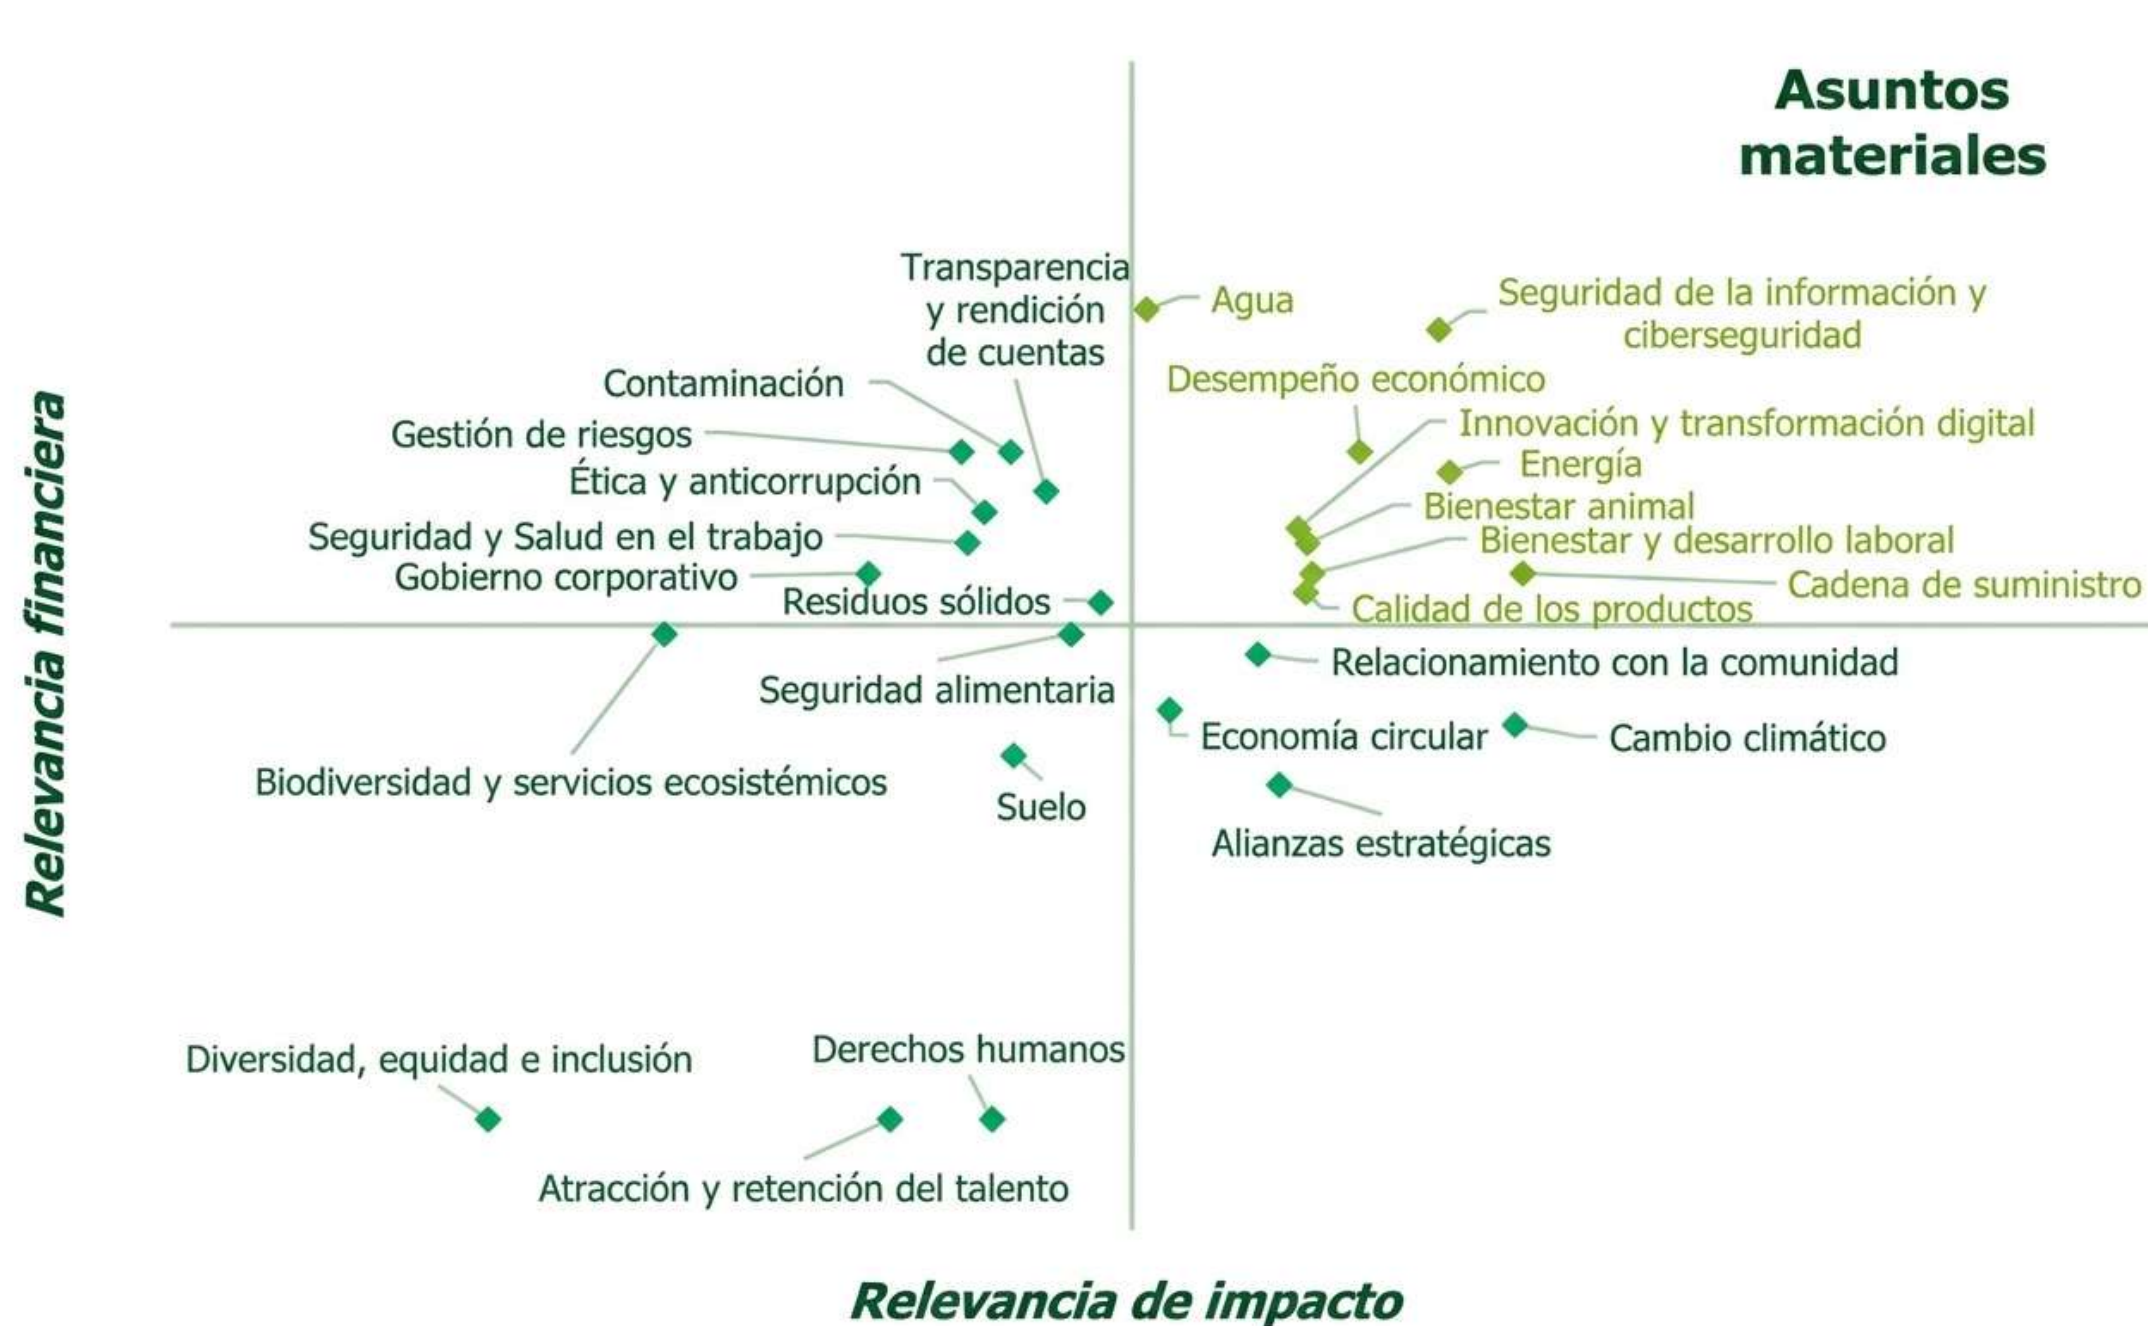 Asuntos
materiales
Transparencia
y rendición
de cuentas
Agua
Seguridad de la información y
ciberseguridad
Contaminación
Desempeño económico
Gestión de riesgos
Innovación y transformación digital
Ética y anticorrupción
Energía
Bienestar animal
Seguridad y Salud en el trabajo
Bienestar y desarrollo laboral
Gobierno corporativo
Cadena de suministro
Residuos sólidos
Calidad de los productos
Relevancia financiera
Seguridad alimentaria
Relacionamiento con la comunidad
Economía circular
Cambio climático
Biodiversidad y servicios ecosistémicos
Suelo
Alianzas estratégicas
Diversidad, equidad e inclusión
Derechos humanos
Atracción y retención del talento
Relevancia de impacto